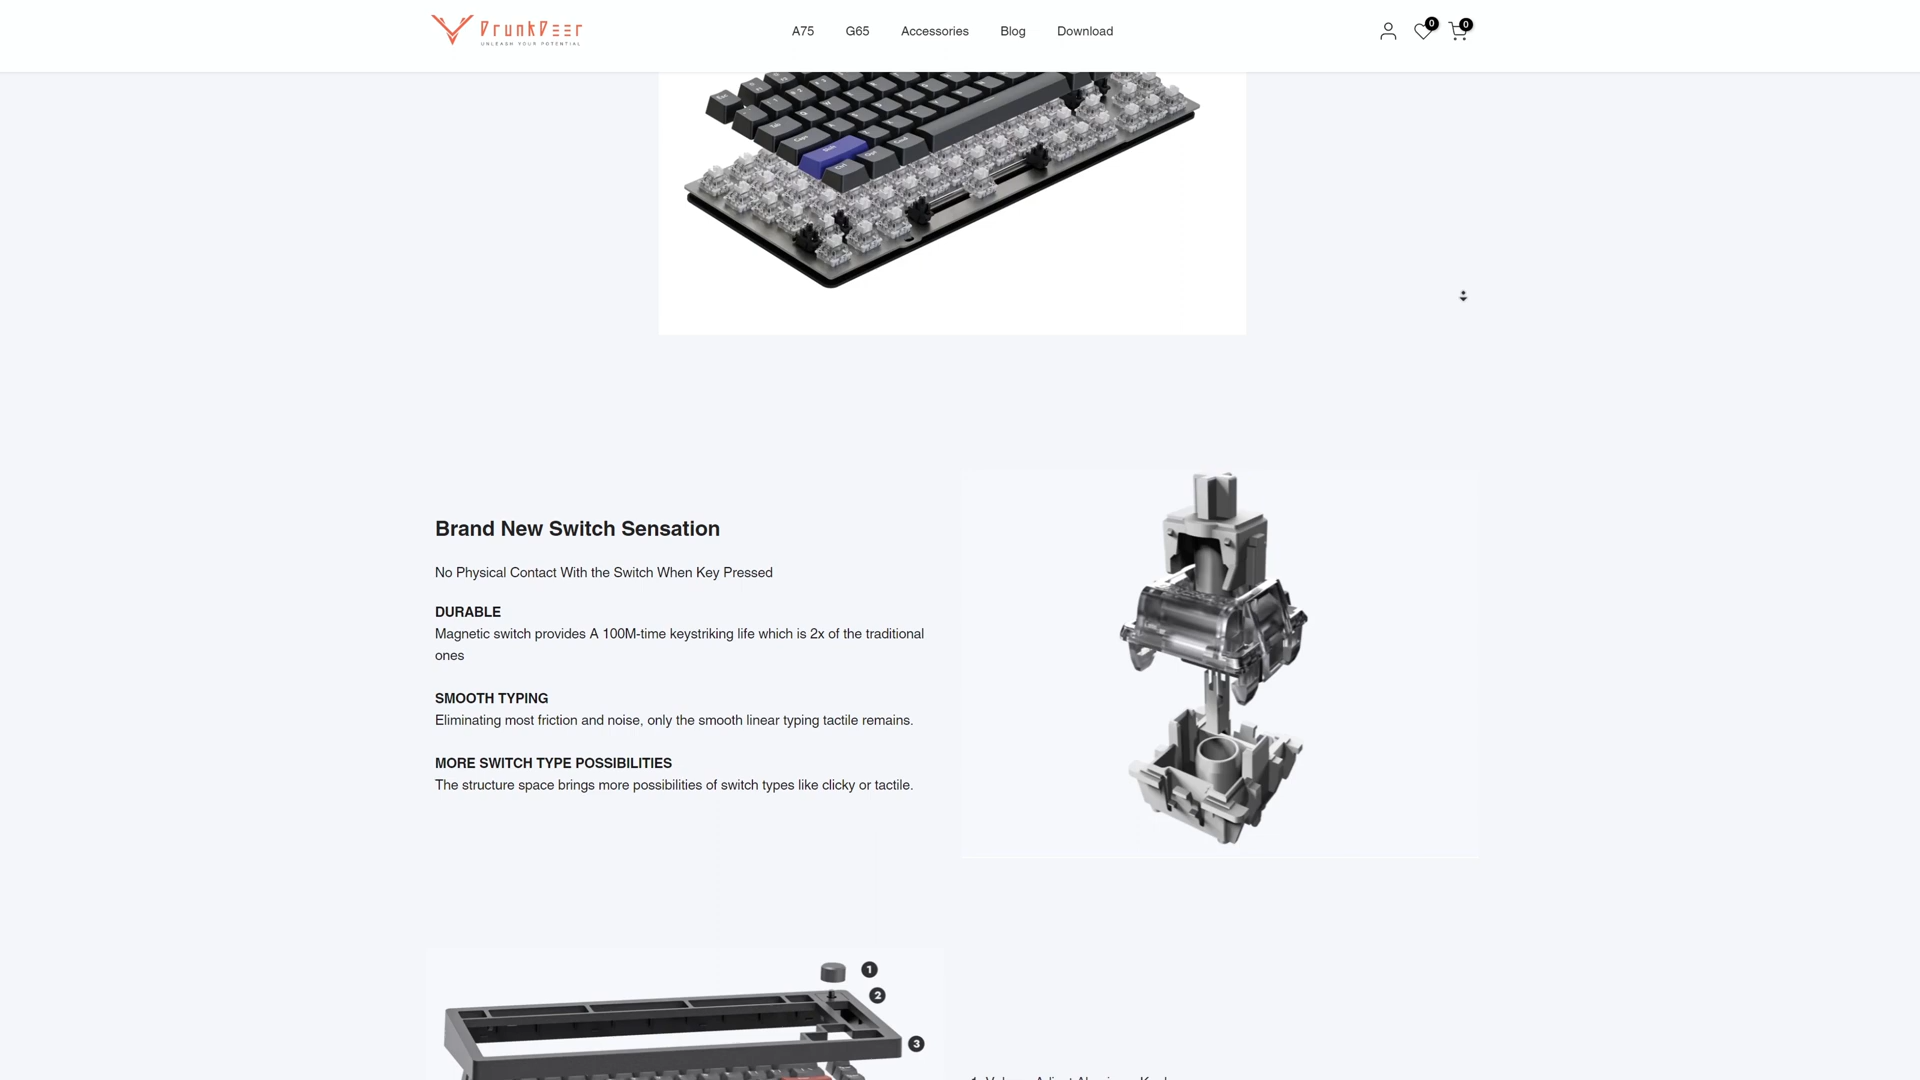 DrunkDeer
UNLEASH YOUR POTENTIAL
A75
G65
Accessories
Blog
Download
0
0
Brand New Switch Sensation
No Physical Contact With the Switch When Key Pressed
DURABLE
Magnetic switch provides A 100M-time keystriking life which is 2x of the traditional
ones
SMOOTH TYPING
Eliminating most friction and noise, only the smooth linear typing tactile remains.
MORE SWITCH TYPE POSSIBILITIES
The structure space brings more possibilities of switch types like clicky or tactile.
1
2
3